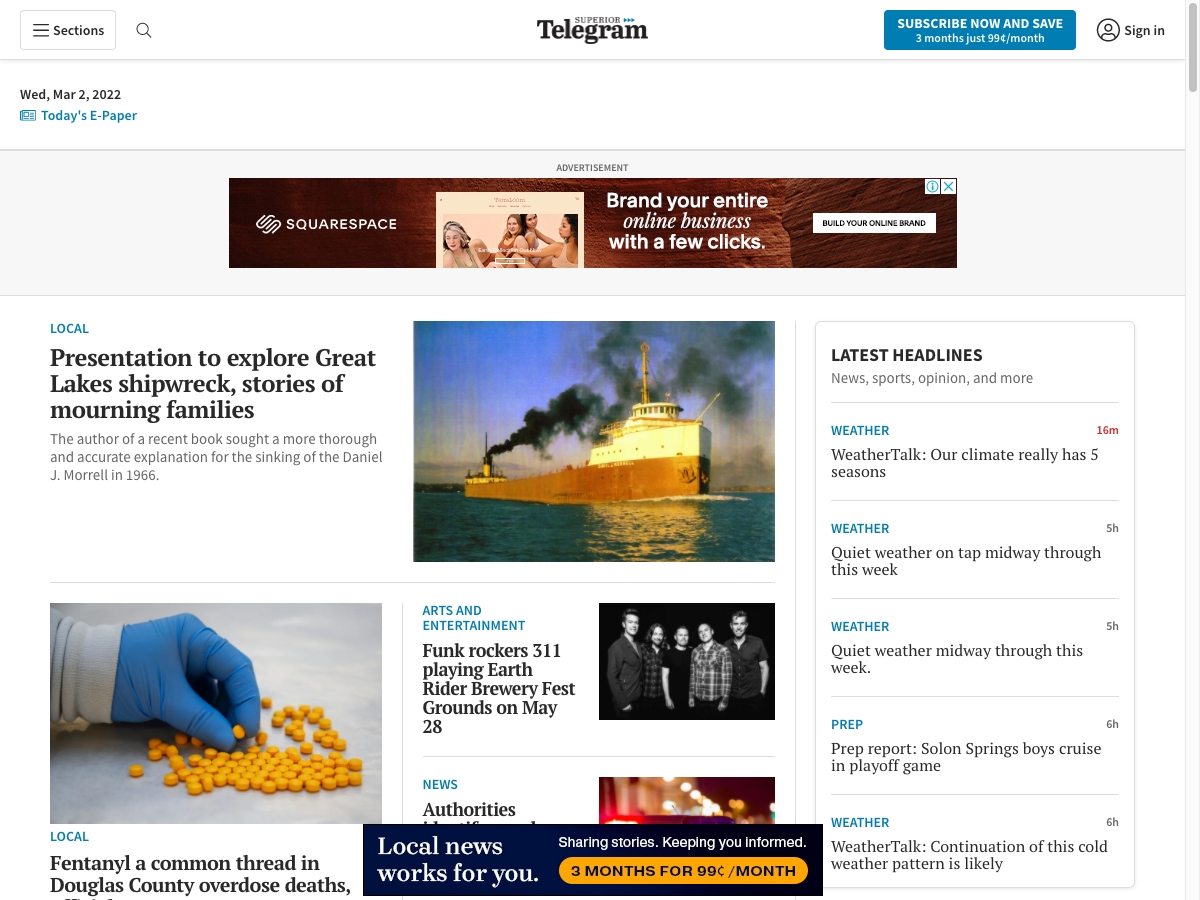 Sections
SUPERIOR
Telegram
SUBSCRIBE NOW AND SAVE
3 months just 99¢/month
Sign in
Wed, Mar 2, 2022
Today's E-Paper
ADVERTISEMENT
SQUARESPACE
Brand your entire
online business
with a few clicks.
BUILD YOUR ONLINE BRAND
LOCAL
Presentation to explore Great
Lakes shipwreck, stories of
mourning families
The author of a recent book sought a more thorough
and accurate explanation for the sinking of the Daniel
J. Morrell in 1966.
LOCAL
Fentanyl a common thread in
Douglas County overdose deaths,
ARTS AND
ENTERTAINMENT
Funk rockers 311
playing Earth
Rider Brewery Fest
Grounds on May
28
NEWS
Authorities
LATEST HEADLINES
News, sports, opinion, and more
WEATHER
16m
WeatherTalk: Our climate really has 5
seasons
WEATHER
5h
Quiet weather on tap midway through
this week
WEATHER
5h
Quiet weather midway through this
week.
PREP
6h
Prep report: Solon Springs boys cruise
in playoff game
WEATHER
6h
WeatherTalk: Continuation of this cold
weather pattern is likely
Local news
works for you.
Sharing stories. Keeping you informed.
3 MONTHS FOR 99¢ /MONTH